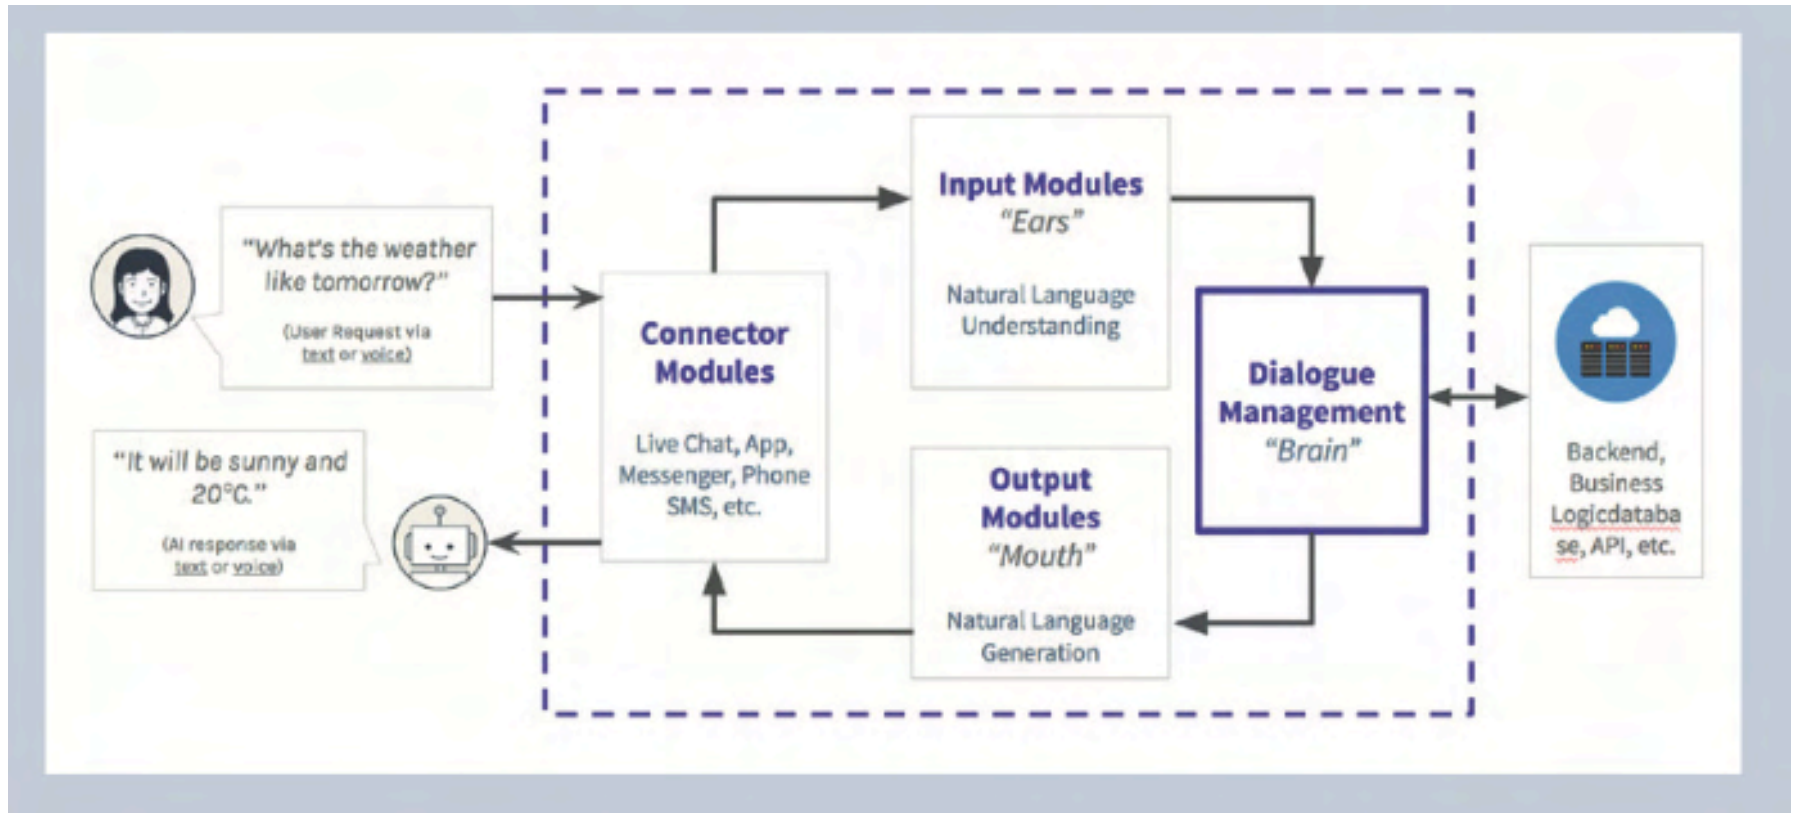 “What's the weather
like tomorrow?”
(User Request via
text or voice)
“It will be sunny and
20°C.”
(AI response via
text or voice)
Connector
Modules
Live Chat, App,
Messenger, Phone
SMS, etc.
Input Modules
“Ears”
Natural Language
Understanding
Output
Modules
“Mouth”
Natural Language
Generation
Dialogue
Management
“Brain”
Backend,
Business
Logicdataba
se, API, etc.